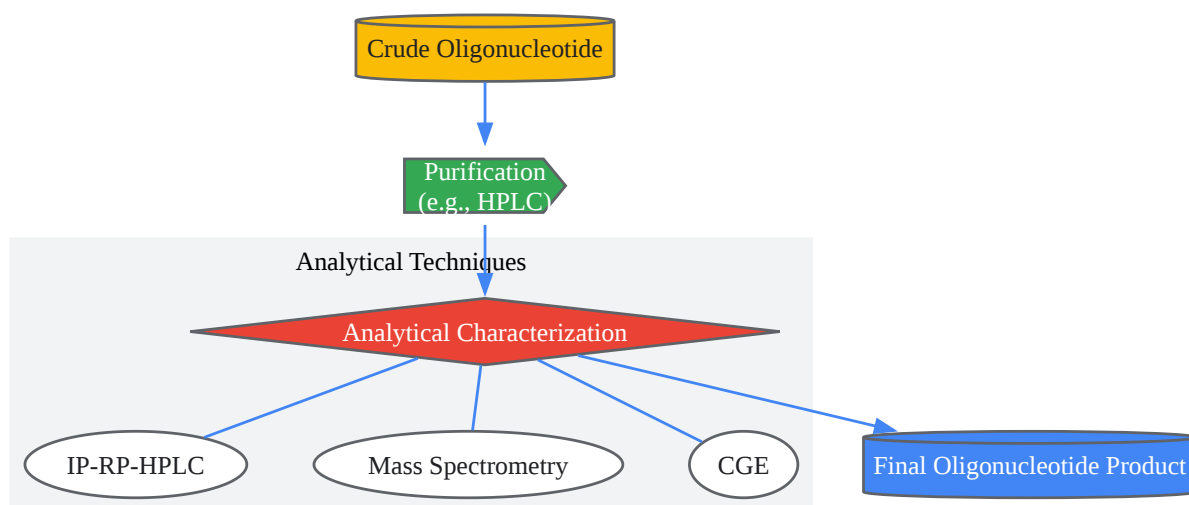 Crude Oligonucleotide
Purification
(e.g., HPLC)
Analytical Techniques
Analytical Characterization
IP-RP-HPLC
Mass Spectrometry
CGE
Final Oligonucleotide Product